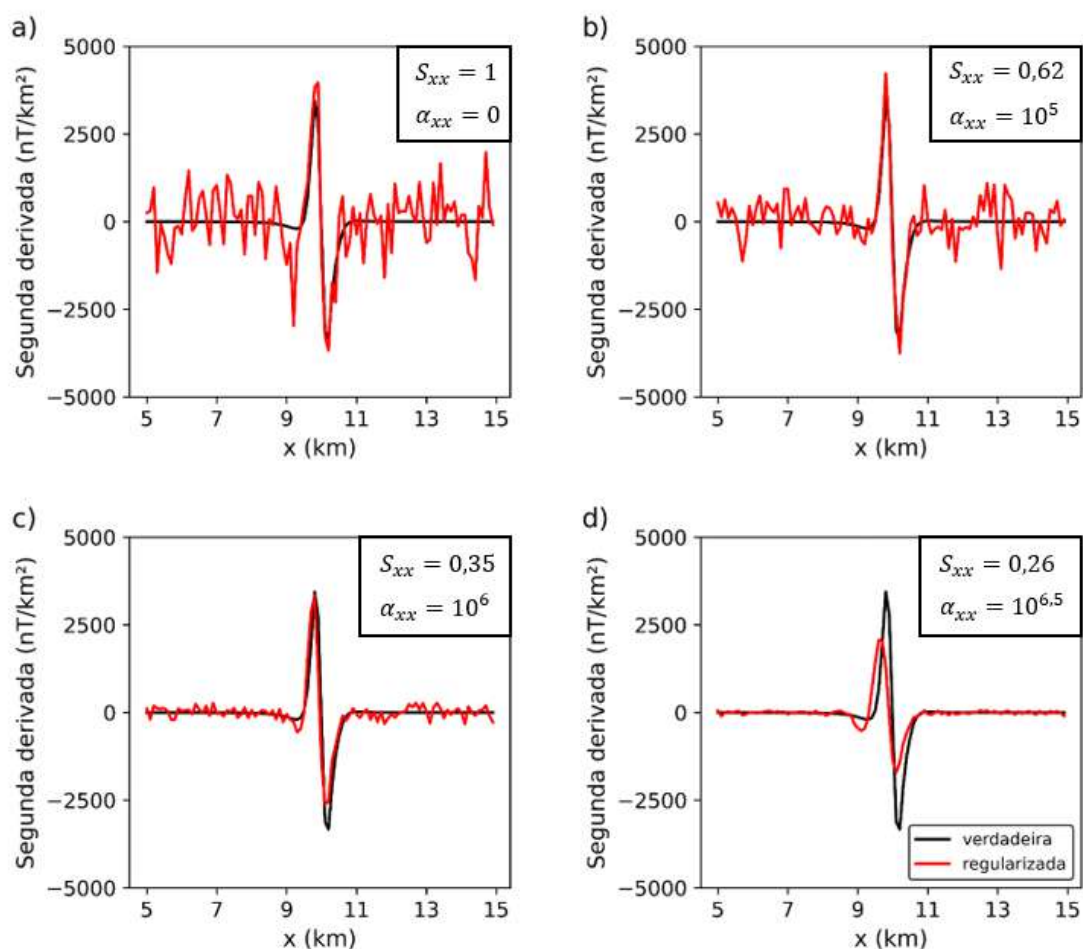 a)
5000
2500
0
−2500
−5000
Segunda derivada (nT/km²)
5 7 9 11 13 15
x (km)
S_xx = 1
α_xx = 0
b)
5000
2500
0
−2500
−5000
Segunda derivada (nT/km²)
5 7 9 11 13 15
x (km)
S_xx = 0,62
α_xx = 10⁵
c)
5000
2500
0
−2500
−5000
Segunda derivada (nT/km²)
5 7 9 11 13 15
x (km)
S_xx = 0,35
α_xx = 10⁶
d)
5000
2500
0
−2500
−5000
Segunda derivada (nT/km²)
5 7 9 11 13 15
x (km)
S_xx = 0,26
α_xx = 10^6,5
verdadeira
regularizada